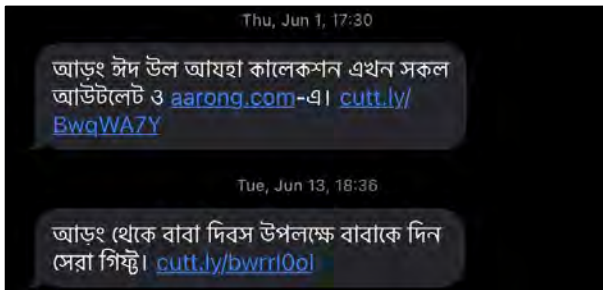 Thu, Jun 1, 17:30
আড়ং ঈদ উল আযহা কালেকশন এখন সকল
আউটলেট ও aarong.com-এ। cutt.ly/
BwqWA7Y
Tue, Jun 13, 18:36
আড়ং থেকে বাবা দিবস উপলক্ষে বাবাকে দিন
সেরা গিফ্ট। cutt.ly/bwrrl0ol